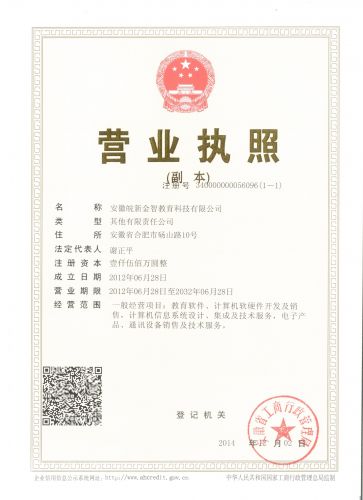 营业执照
(副 本)
注册号 340000000056096(1-1)
名称 安徽皖新金智教育科技有限公司
类型 其他有限责任公司
住所 安徽省合肥市砀山路10号
法定代表人 谢正平
注册资本 壹仟伍佰万圆整
成立日期 2012年06月28日
营业期限 2012年06月28日至2032年06月28日
经营范围 一般经营项目：教育软件、计算机软硬件开发及销
售，计算机信息系统设计、集成及技术服务，电子产
品、通讯设备销售及技术服务。
登记机关
安徽省工商行政管理局
2014 年 12 月 02 日
企业信用信息公示系统网址：http://www.ahcredit.gov.cn
中华人民共和国国家工商行政管理总局监制